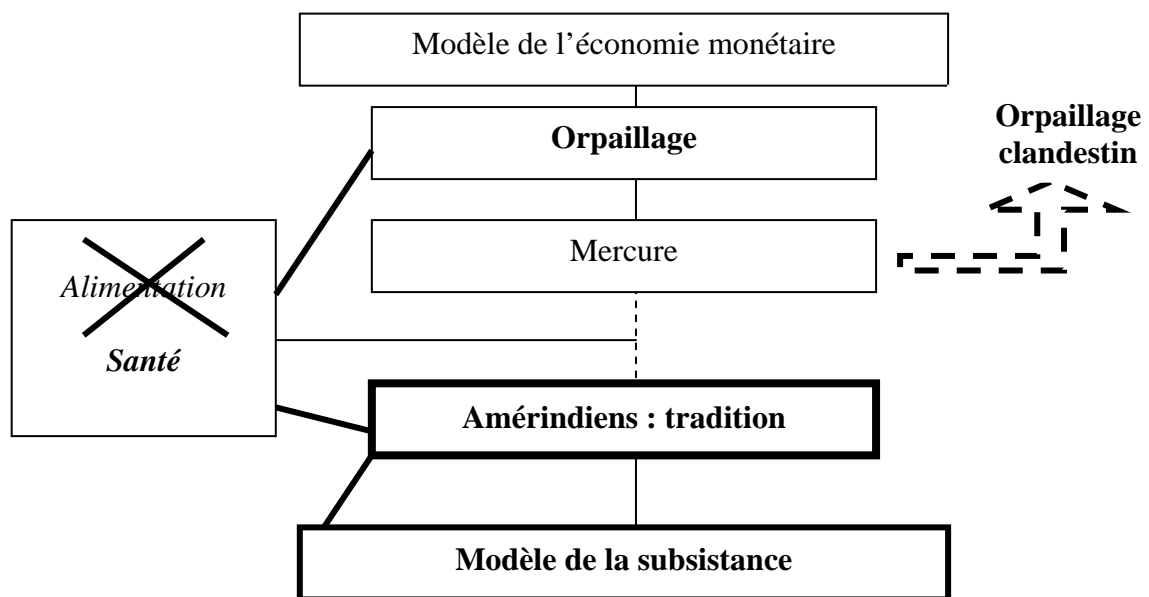 Modèle de l’économie monétaire
Orpaillage
Orpaillage
clandestin
Mercure
Alimentation
Santé
Amérindiens : tradition
Modèle de la subsistance